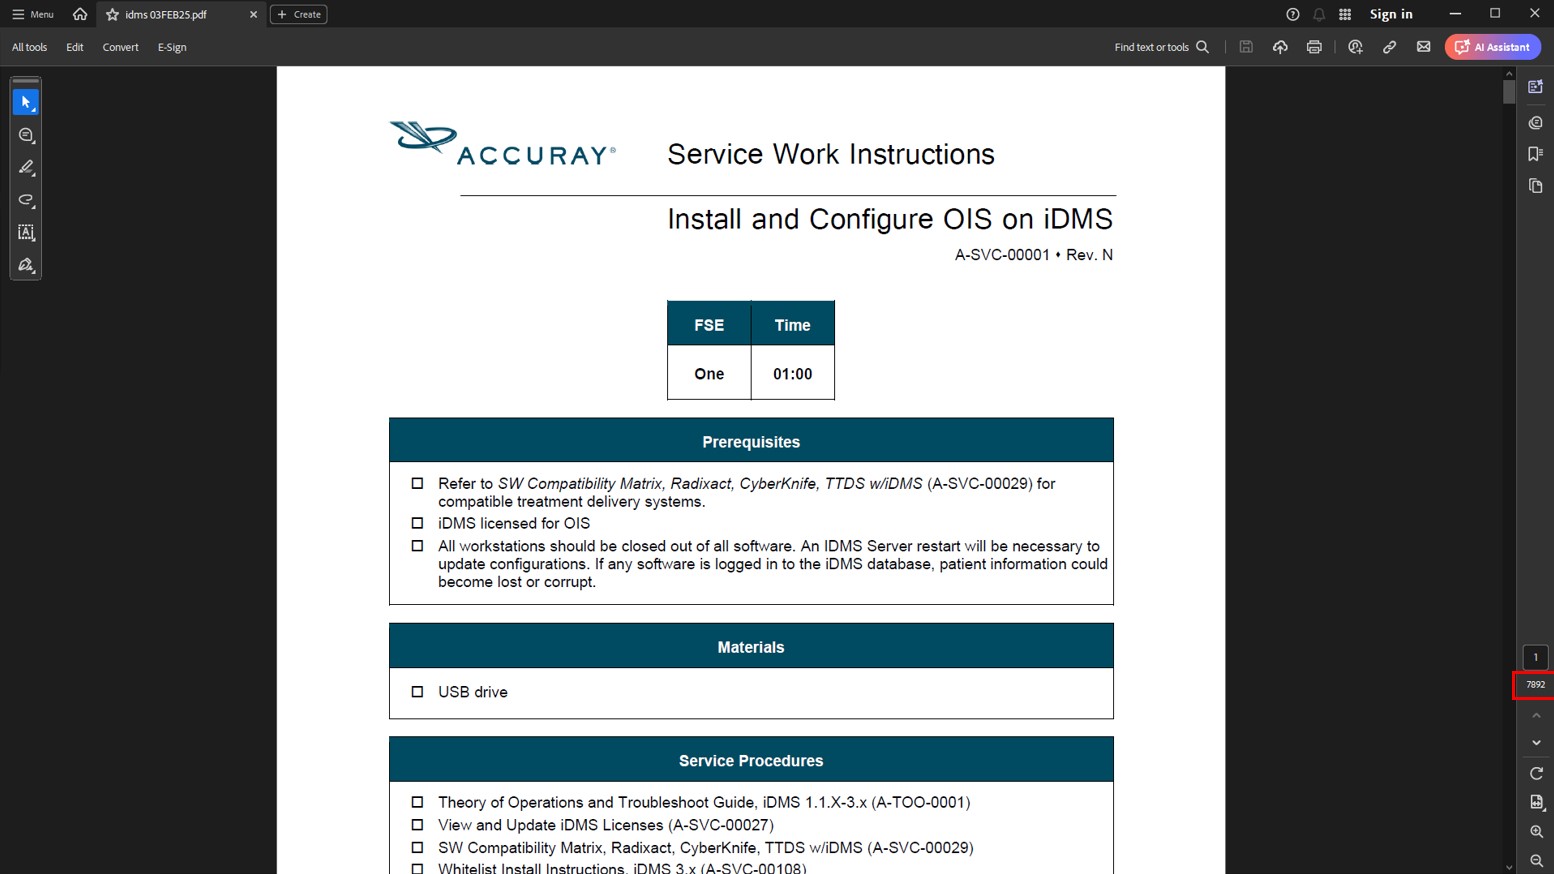 Menu
idms 03FEB25.pdf
Create
Sign in
All tools
Edit
Convert
E-Sign
Find text or tools
AI Assistant
ACCURAY®
Service Work Instructions
Install and Configure OIS on iDMS
A-SVC-00001 • Rev. N
FSE Time
One 01:00
Prerequisites
Refer to SW Compatibility Matrix, Radixact, CyberKnife, TTDS w/iDMS (A-SVC-00029) for
compatible treatment delivery systems.
iDMS licensed for OIS
All workstations should be closed out of all software. An IDMS Server restart will be necessary to
update configurations. If any software is logged in to the iDMS database, patient information could
become lost or corrupt.
Materials
USB drive
Service Procedures
Theory of Operations and Troubleshoot Guide, iDMS 1.1.X-3.x (A-TOO-0001)
View and Update iDMS Licenses (A-SVC-00027)
SW Compatibility Matrix, Radixact, CyberKnife, TTDS w/iDMS (A-SVC-00029)
Whitelist Install Instructions, iDMS 3.x (A-SVC-00108)
1
7892